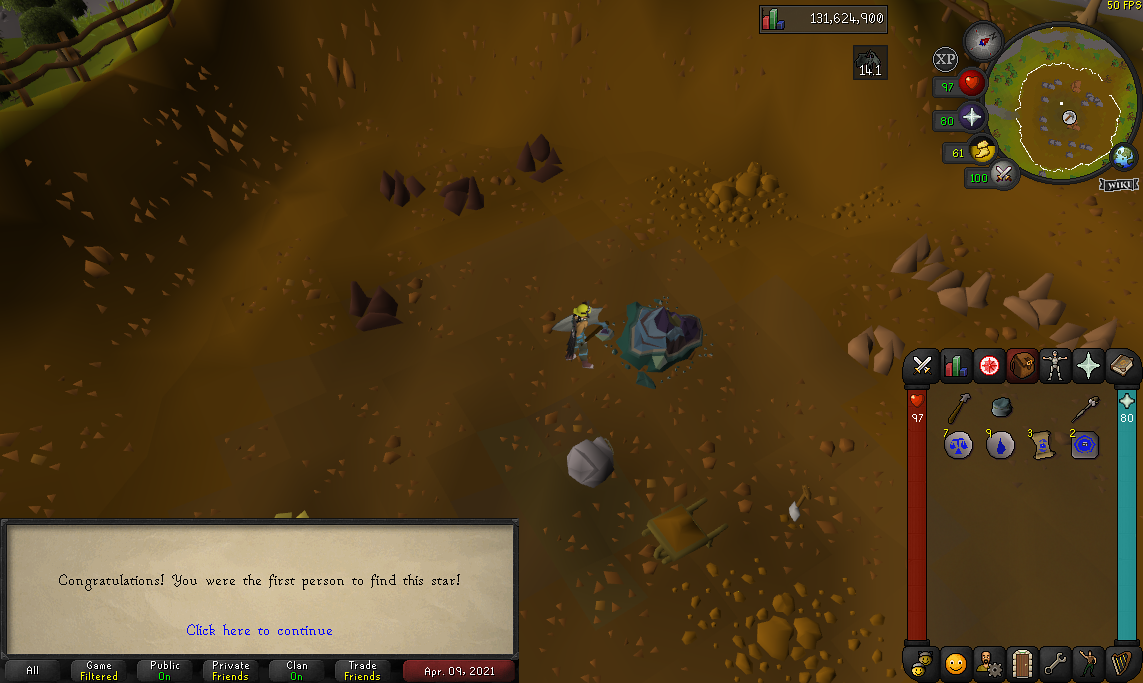 50 FPS
131,624,900
14.1
XP
97
80
61
100
WIKI
97
80
7
9
3
2
Congratulations! You were the first person to find this star!
Click here to continue
All
Game
Filtered
Public
On
Private
Friends
Clan
On
Trade
Friends
Apr. 09, 2021